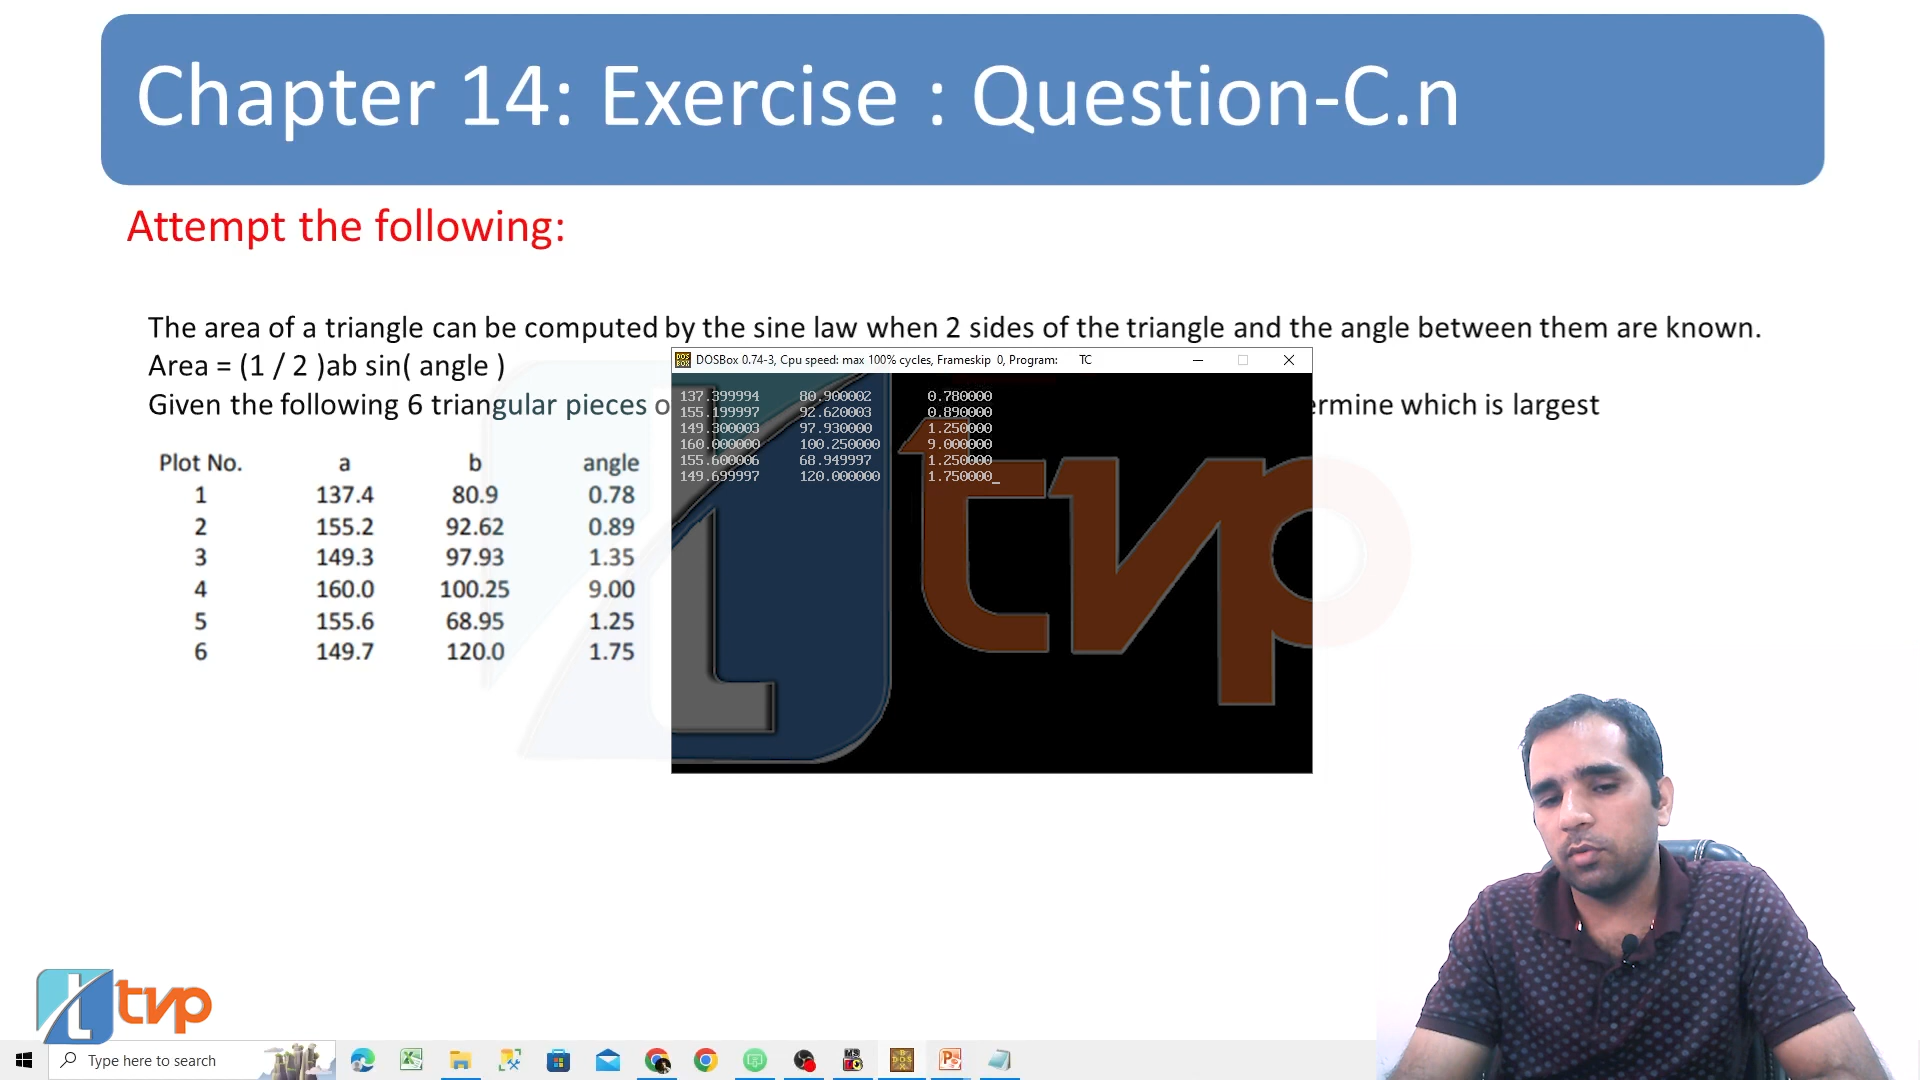 Chapter 14: Exercise : Question-C.n
Attempt the following:
The area of a triangle can be computed by the sine law when 2 sides of the triangle and the angle between them are known.
Area = (1 / 2 )ab sin( angle )
Given the following 6 triangular pieces o
ermine which is largest
Plot No. a b angle
1 137.4 80.9 0.78
2 155.2 92.62 0.89
3 149.3 97.93 1.35
4 160.0 100.25 9.00
5 155.6 68.95 1.25
6 149.7 120.0 1.75
DOSBox 0.74-3, Cpu speed: max 100% cycles, Frameskip 0, Program: TC
137.399994 80.900002 0.780000
155.199997 92.620003 0.890000
149.300003 97.930000 1.250000
160.000000 100.250000 9.000000
155.600006 68.949997 1.250000
149.699997 120.000000 1.750000_
tvp
t tvp
Type here to search